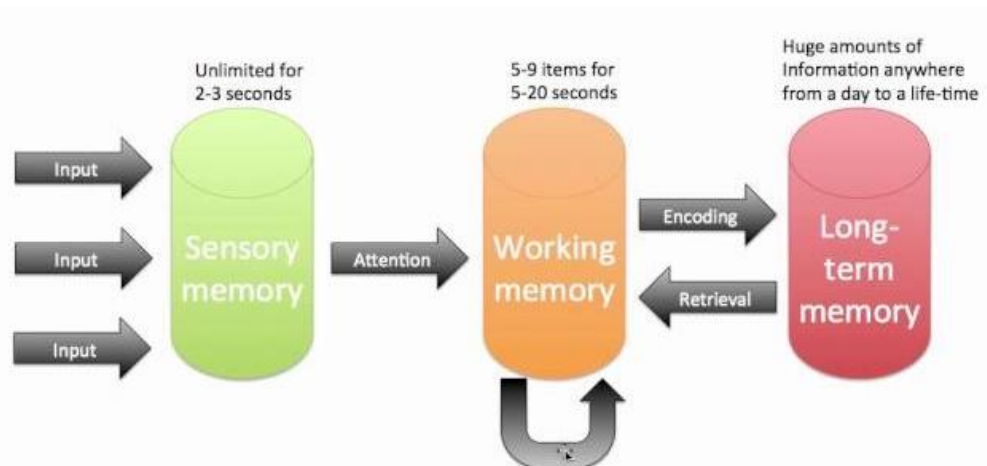 Unlimited for
2-3 seconds
5-9 items for
5-20 seconds
Huge amounts of
Information anywhere
from a day to a life-time
Input
Input
Input
Sensory
memory
Attention
Working
memory
Encoding
Retrieval
Long-
term
memory